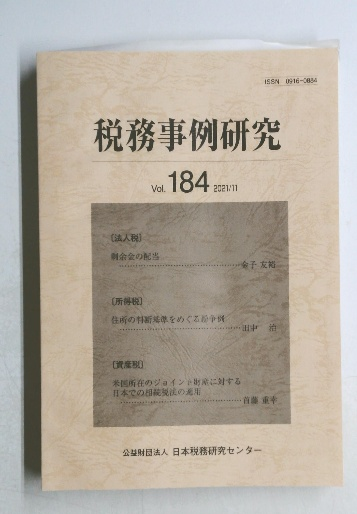 ISSN 0916-0884
税務事例研究
Vol. 184 2021/11
[法人税]
剰余金の配当
金子 友裕
[所得税]
住所の判断基準をめぐる紛争例
田中 治
[資産税]
米国所在のジョイント財産に対する
日本での相続税法の適用
首藤 重幸
公益財団法人 日本税務研究センター